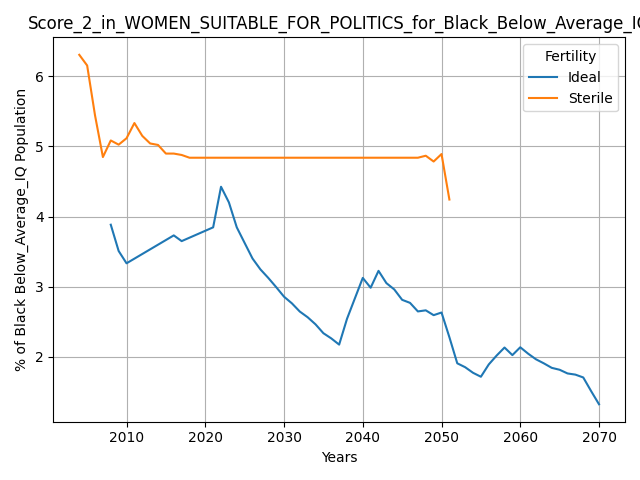 Score_2_in_WOMEN_SUITABLE_FOR_POLITICS_for_Black_Below_Average_IQ
Fertility
Ideal
Sterile
% of Black Below_Average_IQ Population
6
5
4
3
2
2010 2020 2030 2040 2050 2060 2070
Years